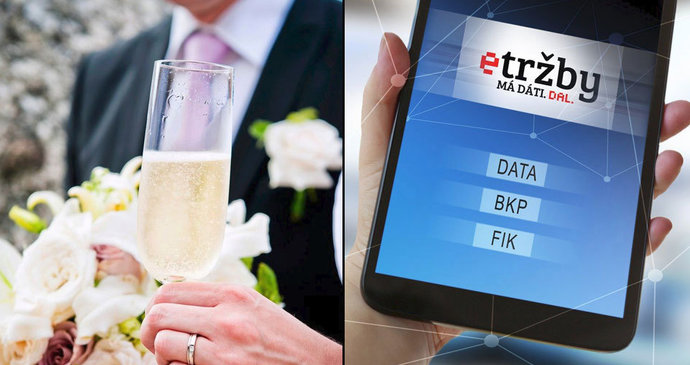 etržby
MÁ DÁTI. DAL.
DATA
BKP
FIK